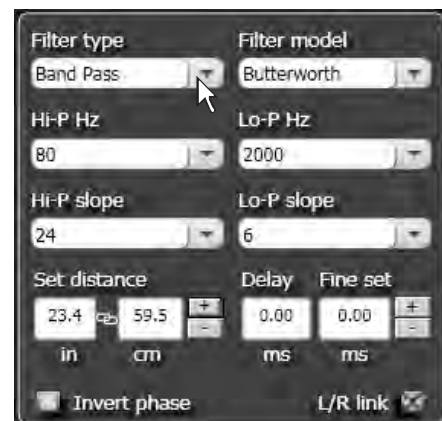 Filter type Filter model
Band Pass Butterworth
Hi-P Hz Lo-P Hz
80 2000
Hi-P slope Lo-P slope
24 6
Set distance Delay Fine set
23.4 59.5 + - 0.00 0.00 + -
in cm ms ms
Invert phase L/R link